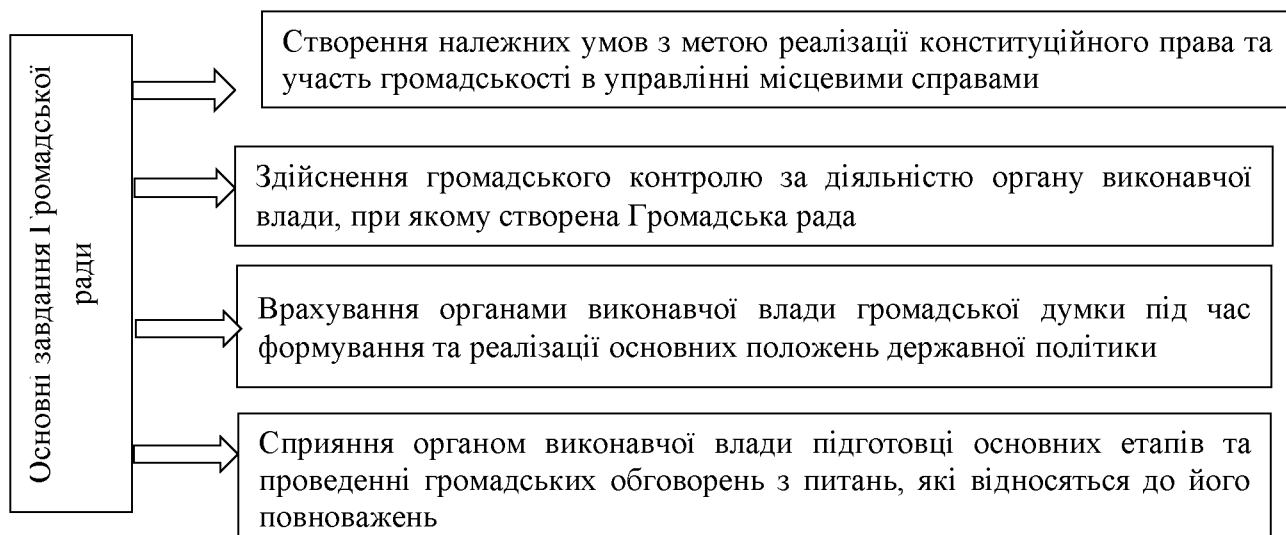 Основні завдання Громадської
ради
Створення належних умов з метою реалізації конституційного права та
участь громадськості в управлінні місцевими справами
Здійснення громадського контролю за діяльністю органу виконавчої
влади, при якому створена Громадська рада
Врахування органами виконавчої влади громадської думки під час
формування та реалізації основних положень державної політики
Сприяння органом виконавчої влади підготовці основних етапів та
проведенні громадських обговорень з питань, які відносяться до його
повноважень